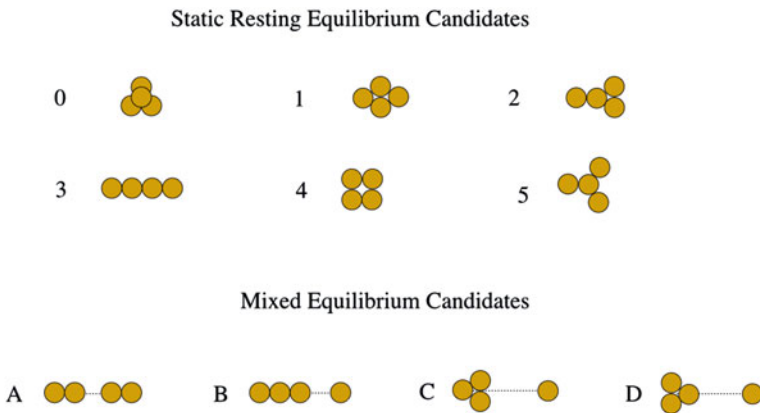 Static Resting Equilibrium Candidates
0 1 2
3 4 5
Mixed Equilibrium Candidates
A B C D